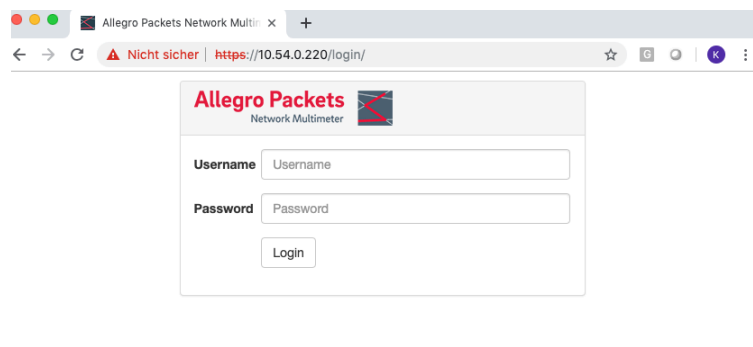 Allegro Packets Network Multin
Nicht sicher | https://10.54.0.220/login/
G
K
Allegro Packets
Network Multimeter
Username Username
Password Password
Login